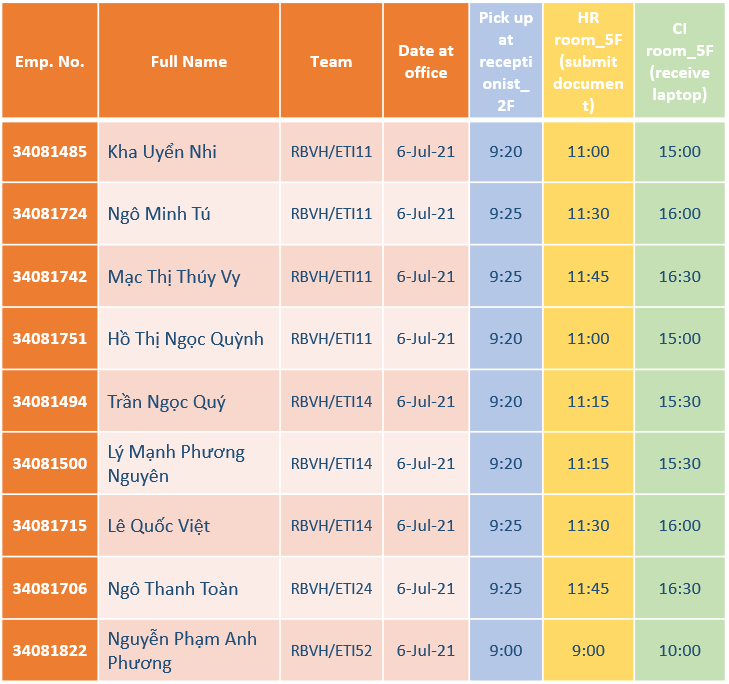 Emp. No. Full Name Team Date at office Pick up at recepti onist_ 2F HR room_5F (submit documen t) CI room_5F (receive laptop)
34081485 Kha Uyển Nhi RBVH/ETI11 6-Jul-21 9:20 11:00 15:00
34081724 Ngô Minh Tú RBVH/ETI11 6-Jul-21 9:25 11:30 16:00
34081742 Mạc Thị Thúy Vy RBVH/ETI11 6-Jul-21 9:25 11:45 16:30
34081751 Hồ Thị Ngọc Quỳnh RBVH/ETI11 6-Jul-21 9:20 11:00 15:00
34081494 Trần Ngọc Quý RBVH/ETI14 6-Jul-21 9:20 11:15 15:30
34081500 Lý Mạnh Phương Nguyên RBVH/ETI14 6-Jul-21 9:20 11:15 15:30
34081715 Lê Quốc Việt RBVH/ETI14 6-Jul-21 9:25 11:30 16:00
34081706 Ngô Thanh Toàn RBVH/ETI24 6-Jul-21 9:25 11:45 16:30
34081822 Nguyễn Phạm Anh Phương RBVH/ETI52 6-Jul-21 9:00 9:00 10:00